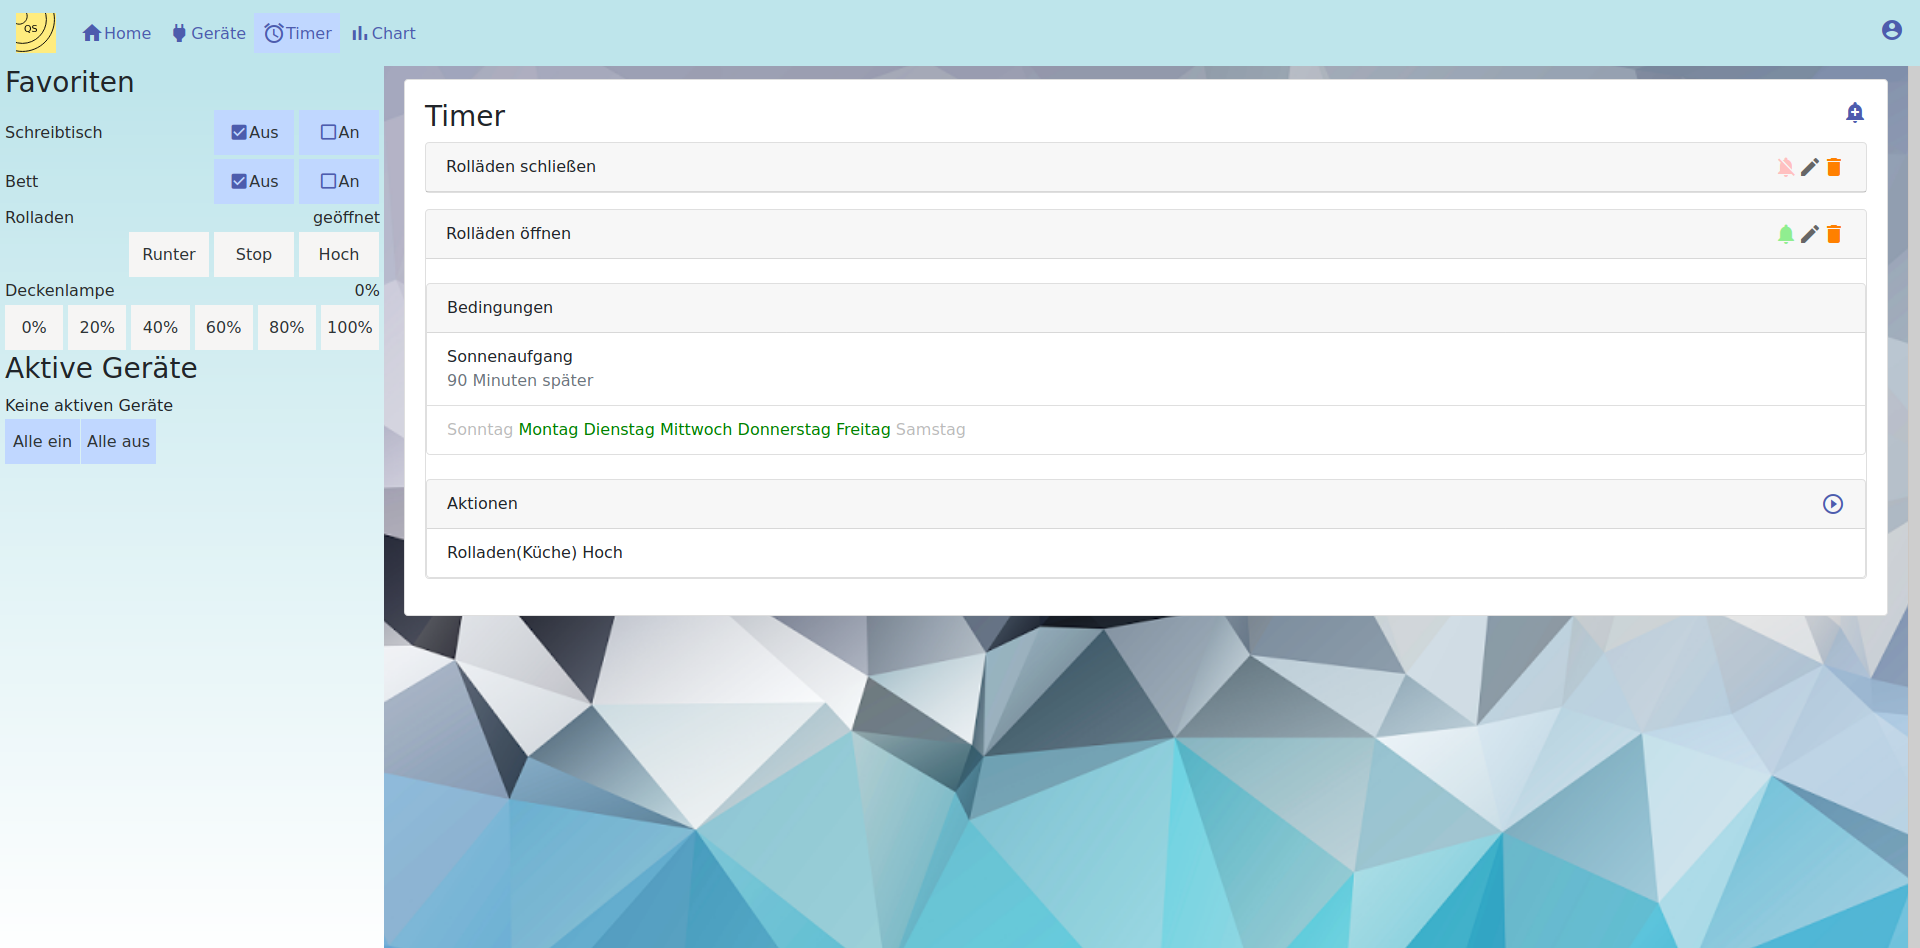 QS Home Geräte Timer Chart
Favoriten
Schreibtisch Aus An
Bett Aus An
Rolladen geöffnet
Runter Stop Hoch
Deckenlampe 0%
0% 20% 40% 60% 80% 100%
Aktive Geräte
Keine aktiven Geräte
Alle ein Alle aus
Timer
Rolläden schließen
Rolläden öffnen
Bedingungen
Sonnenaufgang
90 Minuten später
Sonntag Montag Dienstag Mittwoch Donnerstag Freitag Samstag
Aktionen
Rolladen(Küche) Hoch